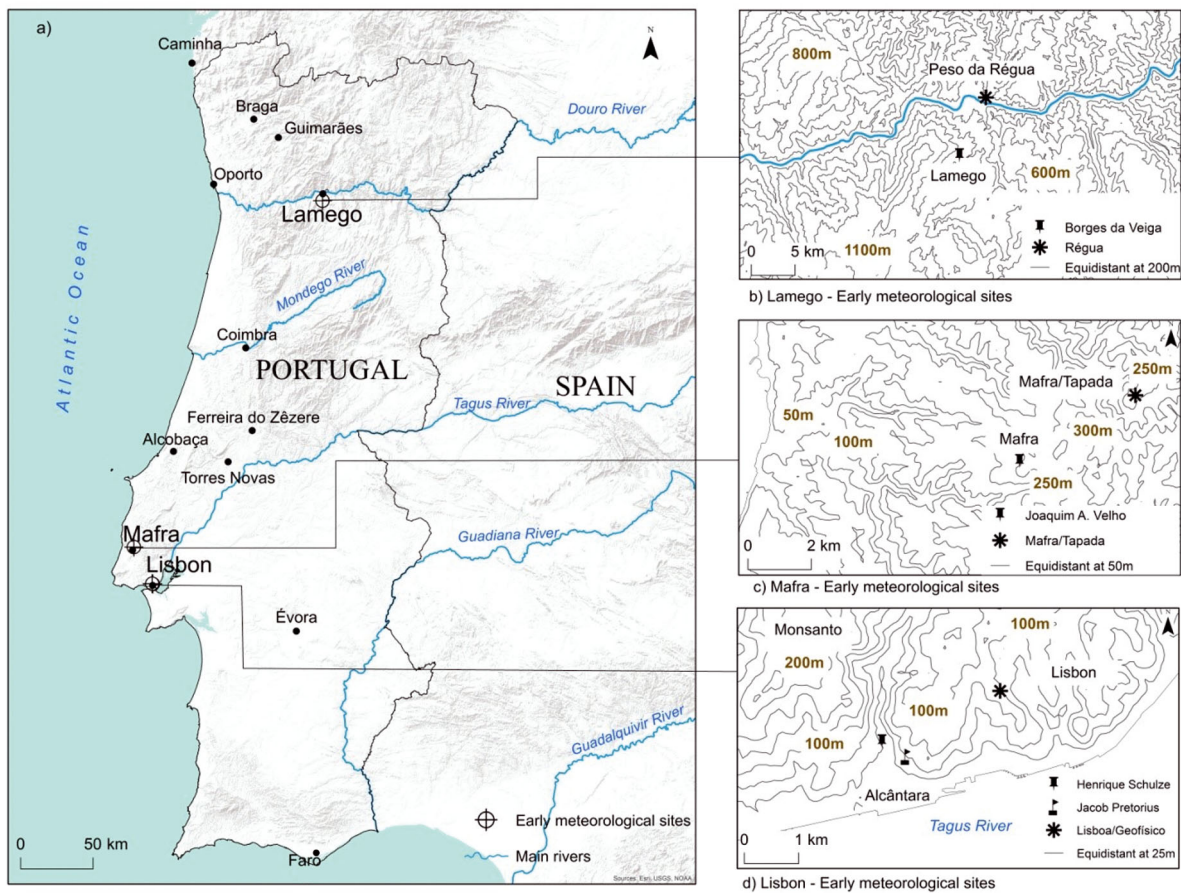 a)
N
Caminha
Braga
Guimarães
Douro River
Oporto
Lamego
Atlantic Ocean
Mondego River
Coimbra
PORTUGAL
SPAIN
Tagus River
Ferreira do Zêzere
Alcobaça
Torres Novas
Mafra
Guadiana River
Lisbon
Évora
Guadalquivir River
Early meteorological sites
Main rivers
0 50 km
Faro
Sources: Esri, USGS, NOAA
800m
N
Peso da Régua
Lamego
600m
1100m
Borges da Veiga
Régua
Equidistant at 200m
0 5 km
b) Lamego - Early meteorological sites
250m
Mafra/Tapada
50m
300m
100m
Mafra
250m
Joaquim A. Velho
Mafra/Tapada
Equidistant at 50m
0 2 km
c) Mafra - Early meteorological sites
N
100m
Monsanto
200m
Lisbon
100m
100m
Alcântara
Henrique Schulze
Jacob Pretorius
Lisboa/Geofísico
Equidistant at 25m
Tagus River
0 1 km
d) Lisbon - Early meteorological sites